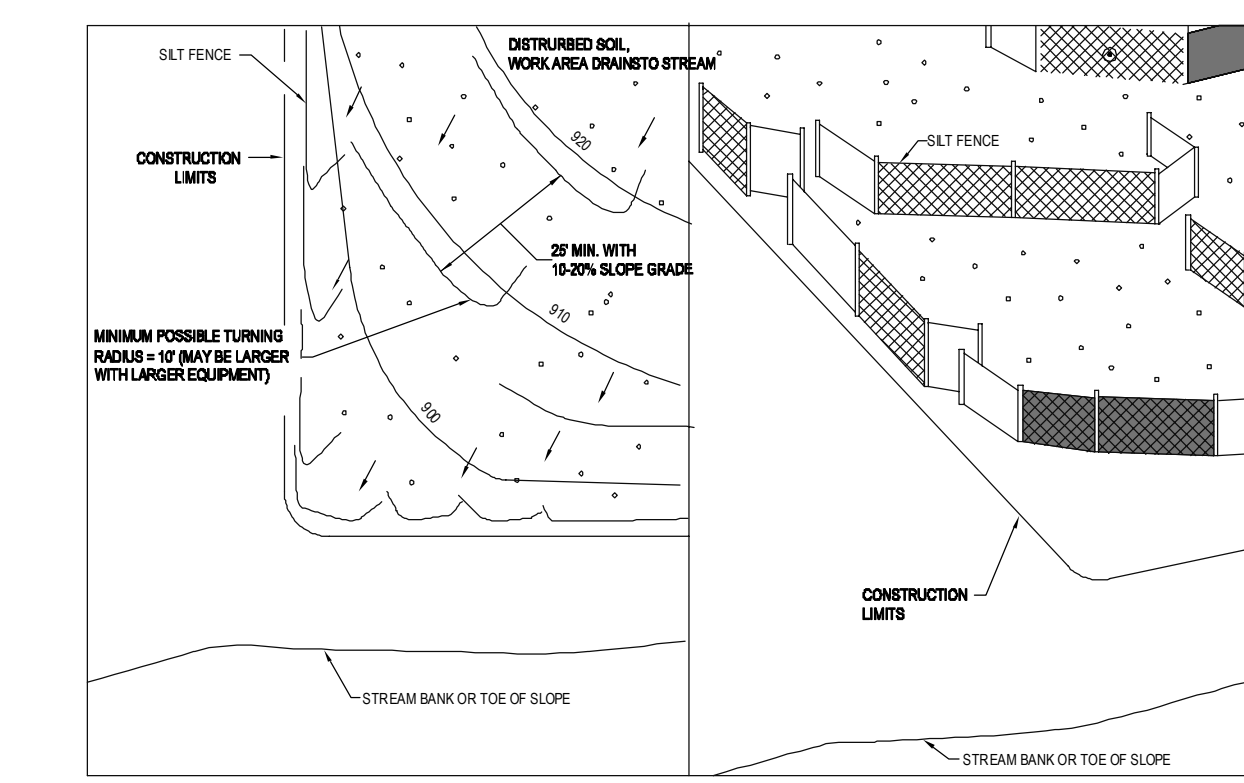 SILT FENCE
DISTRURBED SOIL,
WORK AREA DRAINSTO STREAM
920
CONSTRUCTION
LIMITS
25' MIN. WITH
10-20% SLOPE GRADE
910
MINIMUM POSSIBLE TURNING
RADIUS = 10' (MAY BE LARGER
WITH LARGER EQUIPMENT)
900
STREAM BANK OR TOE OF SLOPE
SILT FENCE
CONSTRUCTION
LIMITS
STREAM BANK OR TOE OF SLOPE